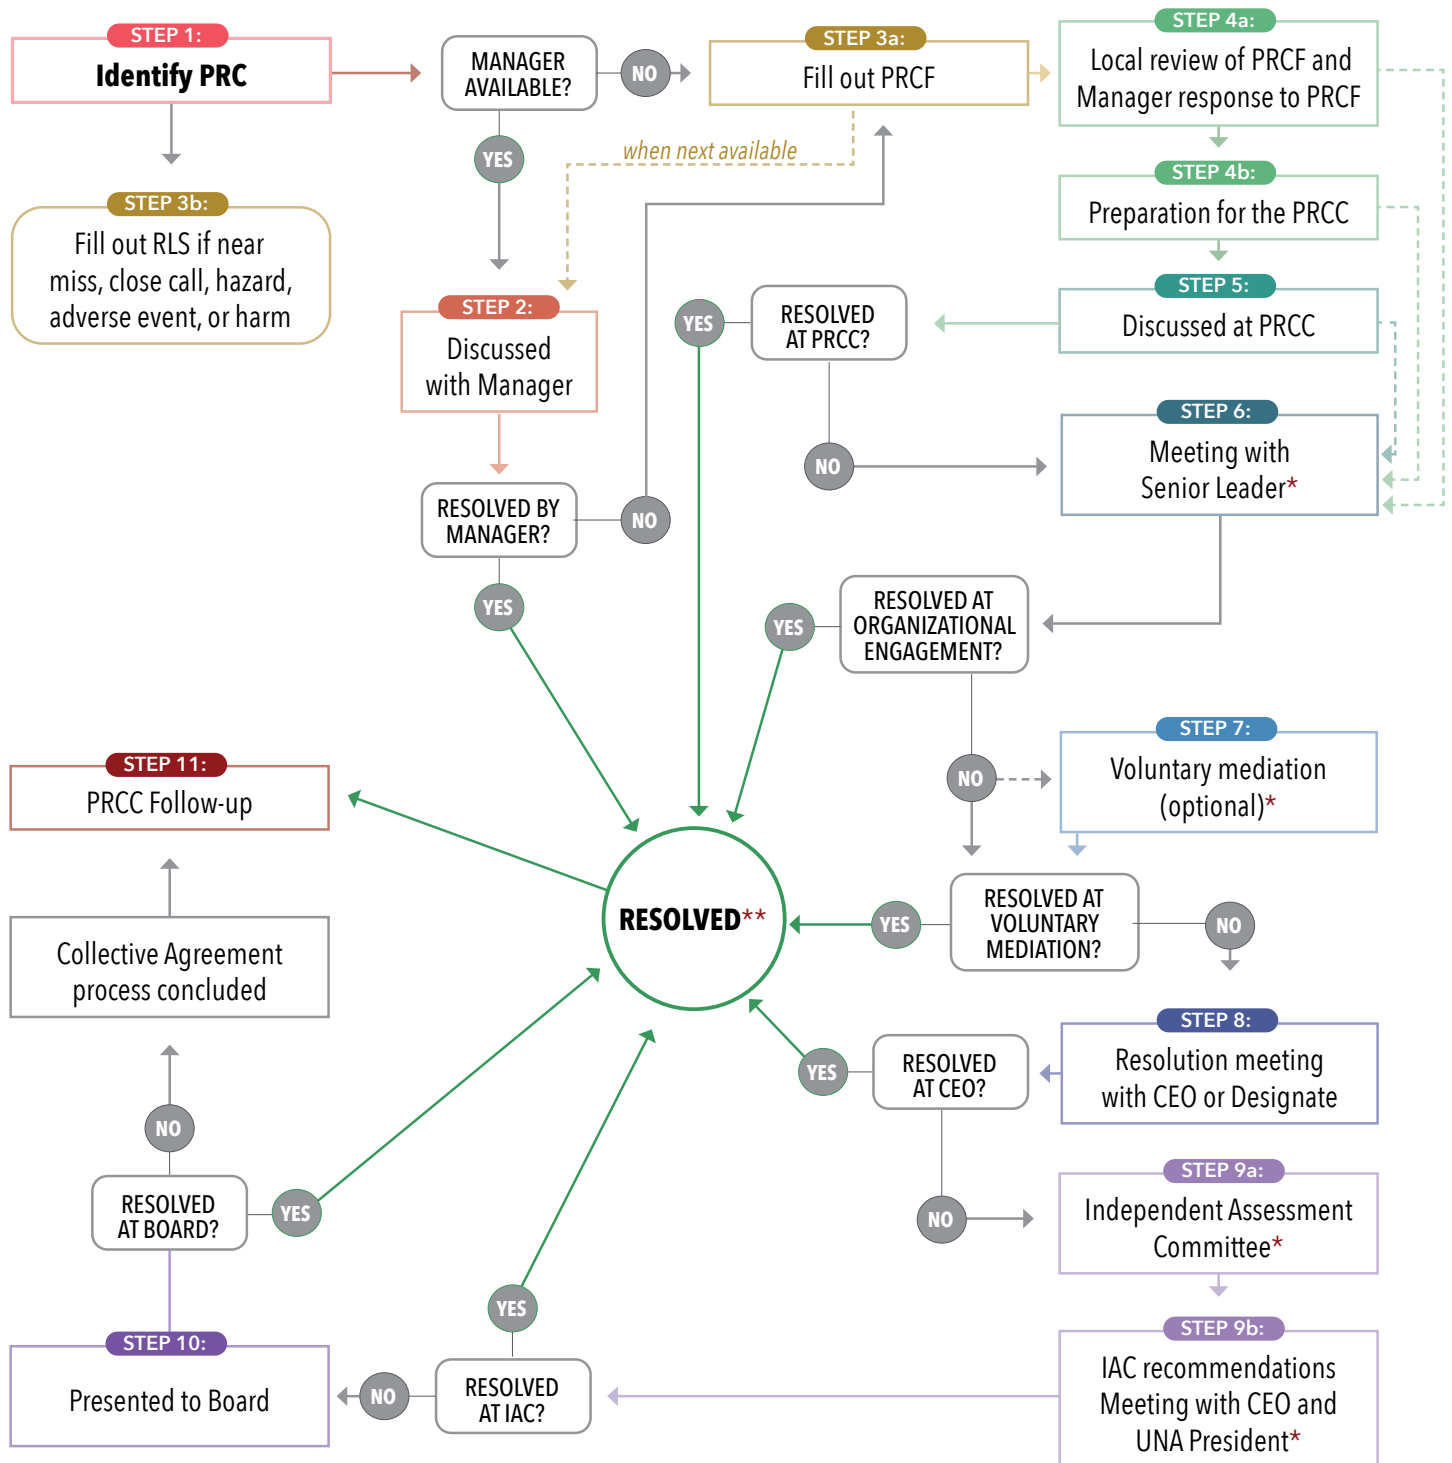 STEP 1:
Identify PRC
MANAGER
AVAILABLE?
NO
YES
STEP 3a:
Fill out PRCF
when next available
STEP 4a:
Local review of PRCF and
Manager response to PRCF
STEP 4b:
Preparation for the PRCC
STEP 3b:
Fill out RLS if near
miss, close call, hazard,
adverse event, or harm
STEP 2:
Discussed
with Manager
STEP 5:
Discussed at PRCC
RESOLVED
AT PRCC?
YES
NO
STEP 6:
Meeting with
Senior Leader*
RESOLVED BY
MANAGER?
NO
YES
RESOLVED AT
ORGANIZATIONAL
ENGAGEMENT?
YES
NO
STEP 7:
Voluntary mediation
(optional)*
STEP 11:
PRCC Follow-up
RESOLVED**
RESOLVED AT
VOLUNTARY
MEDIATION?
YES
NO
Collective Agreement
process concluded
STEP 8:
Resolution meeting
with CEO or Designate
RESOLVED
AT CEO?
YES
NO
NO
RESOLVED
AT BOARD?
YES
STEP 9a:
Independent Assessment
Committee*
STEP 9b:
IAC recommendations
Meeting with CEO and
UNA President*
YES
RESOLVED
AT IAC?
NO
STEP 10:
Presented to Board